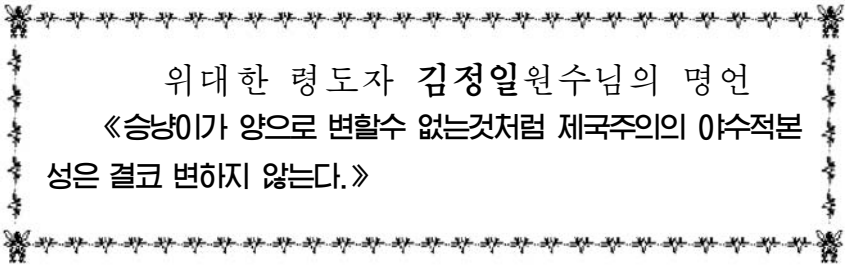 위대한 령도자 김정일원수님의 명언
《승냥이가 양으로 변할수 없는것처럼 제국주의의 야수적본
성은 결코 변하지 않는다.》